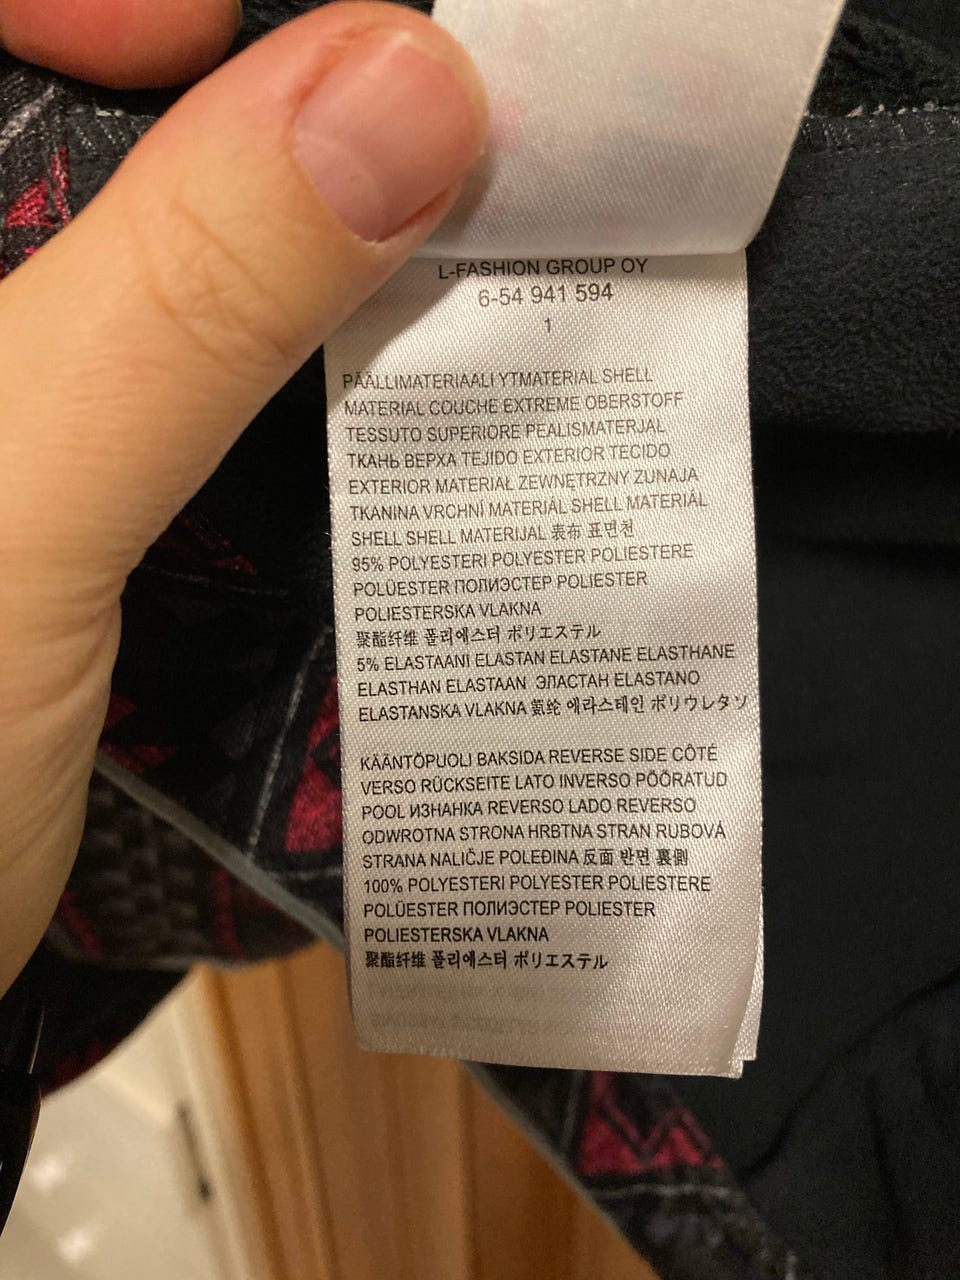 L-FASHION GROUP OY
6-54 941 594
1
PÄÄLLIMATERIAALI YTMATERIAL SHELL
MATERIAL COUCHE EXTREME OBERSTOFF
TESSUTO SUPERIORE PEALISMATERJAL
ТКАНЬ ВЕРХА TEJIDO EXTERIOR TECIDO
EXTERIOR MATERIAŁ ZEWNĘTRZNY ZUNAJA
TKANINA VRCHNÍ MATERIÁL SHELL MATERIÁL
SHELL SHELL MATERIJAL 表布 표면천
95% POLYESTERI POLYESTER POLIESTERE
POLÜESTER ПОЛИЭСТЕР POLIESTER
POLIESTERSKA VLAKNA
聚酯纤维 폴리에스터 ポリエステル
5% ELASTAANI ELASTAN ELASTANE ELASTHANE
ELASTHAN ELASTAAN ЭЛАСТАН ELASTANO
ELASTANSKA VLAKNA 氨纶 에라스테인 ポリウレタン
KÄÄNTÖPUOLI BAKSIDA REVERSE SIDE CÔTÉ
VERSO RÜCKSEITE LATO INVERSO PÖÖRATUD
POOL ИЗНАНКА REVERSO LADO REVERSO
ODWROTNA STRONA HRBTNA STRAN RUBOVÁ
STRANA NALIČJE POLEĐINA 反面 반면 裏側
100% POLYESTERI POLYESTER POLIESTERE
POLÜESTER ПОЛИЭСТЕР POLIESTER
POLIESTERSKA VLAKNA
聚酯纤维 폴리에스터 ポリエステル